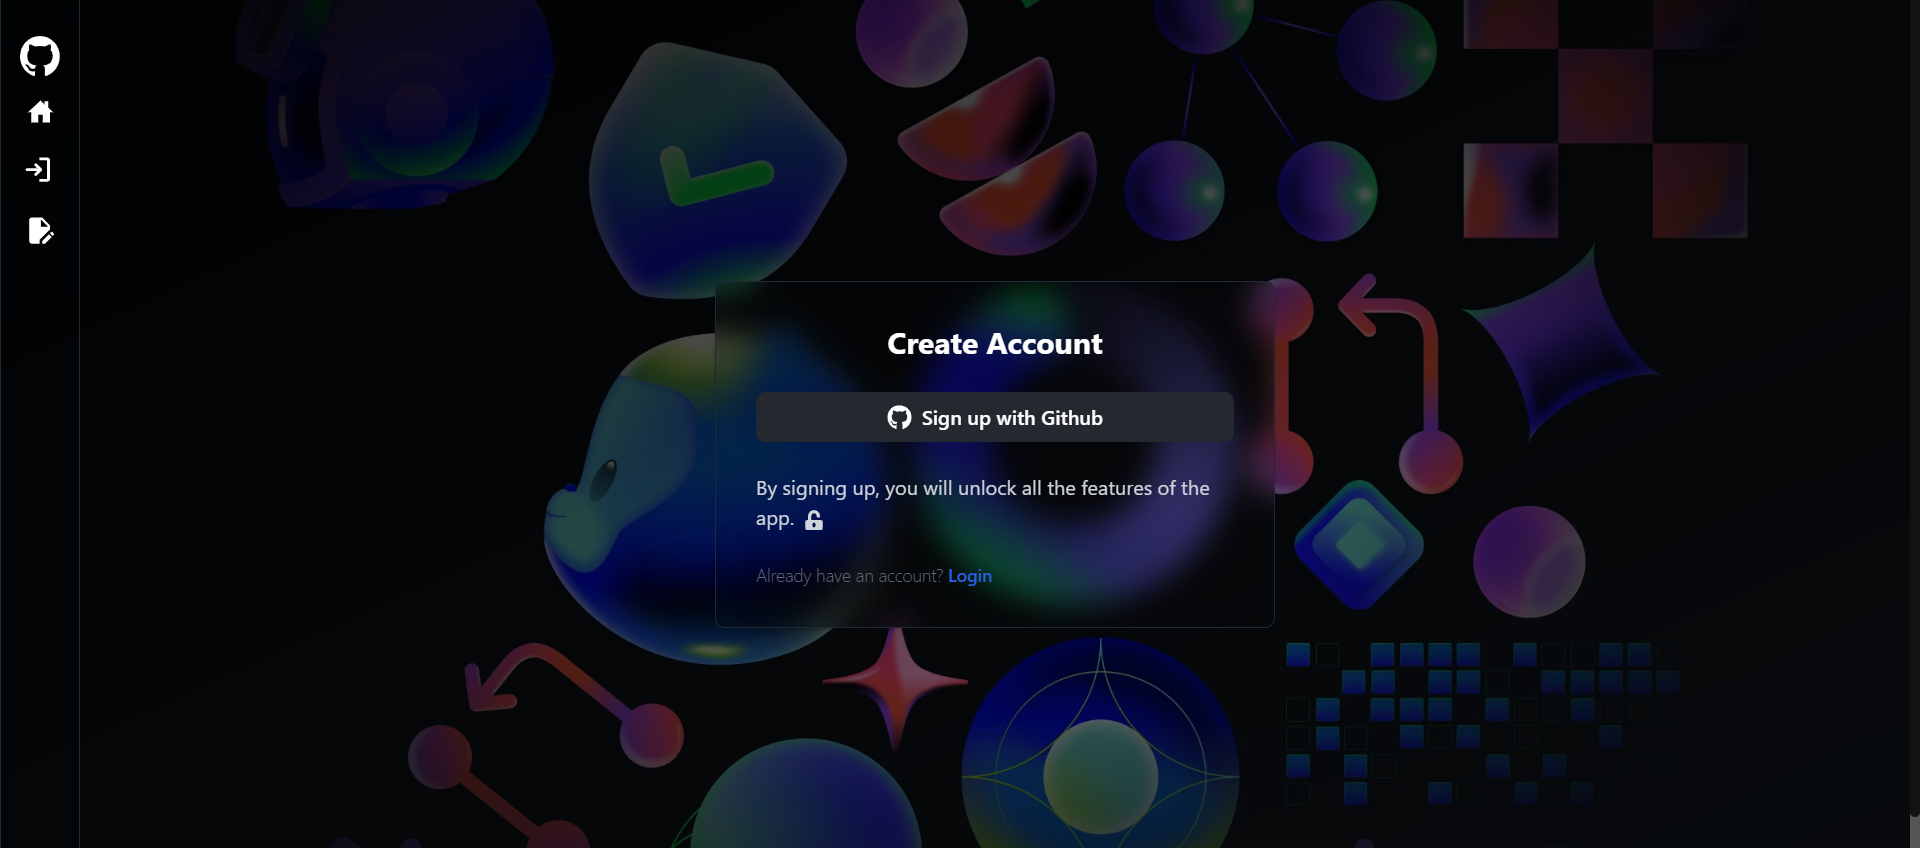 Create Account
Sign up with Github
By signing up, you will unlock all the features of the
app.
Already have an account? Login